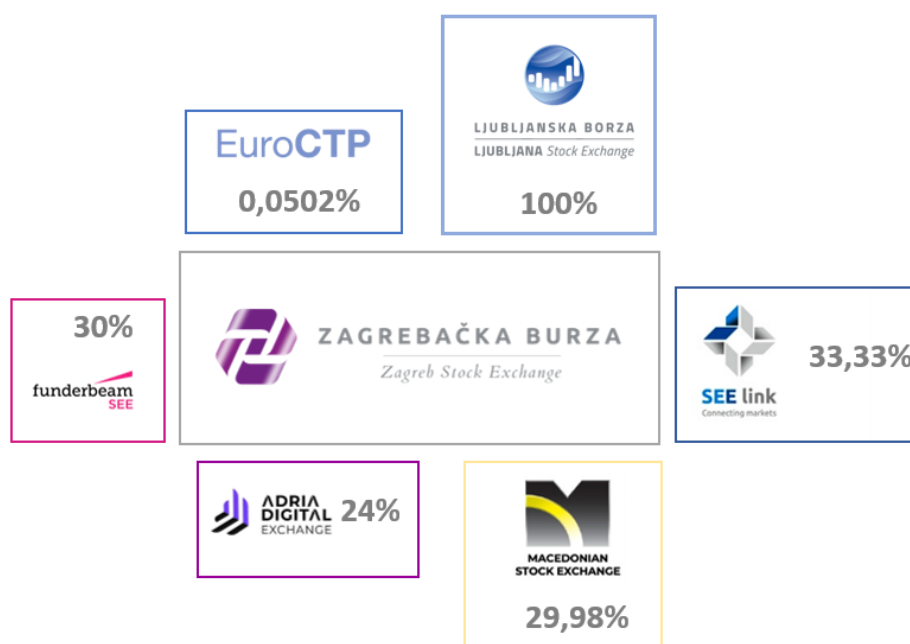 EuroCTP
0,0502%
LJUBLJANSKA BORZA
LJUBLJANA Stock Exchange
100%
30%
funderbeam
SEE
ZAGREBAČKA BURZA
Zagreb Stock Exchange
33,33%
SEE link
Connecting markets
ADRIA
DIGITAL
EXCHANGE
24%
MACEDONIAN
STOCK EXCHANGE
29,98%